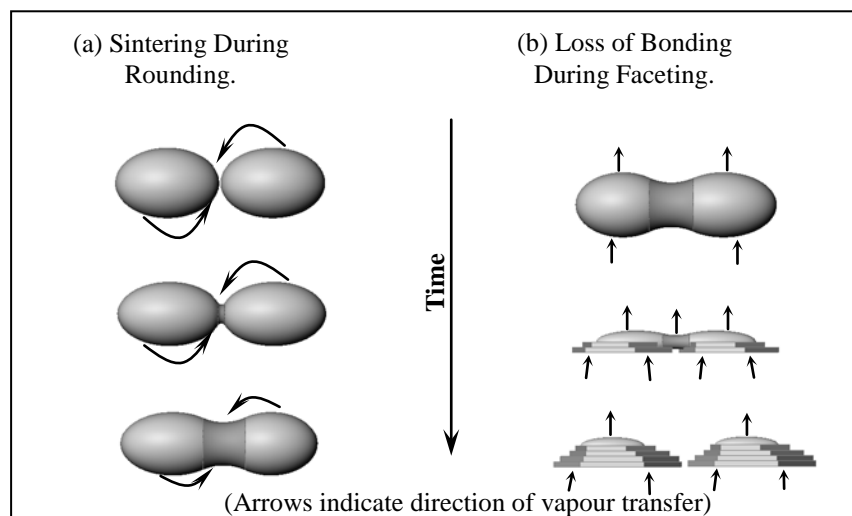 (a) Sintering During
Rounding.
(b) Loss of Bonding
During Faceting.
Time
(Arrows indicate direction of vapour transfer)